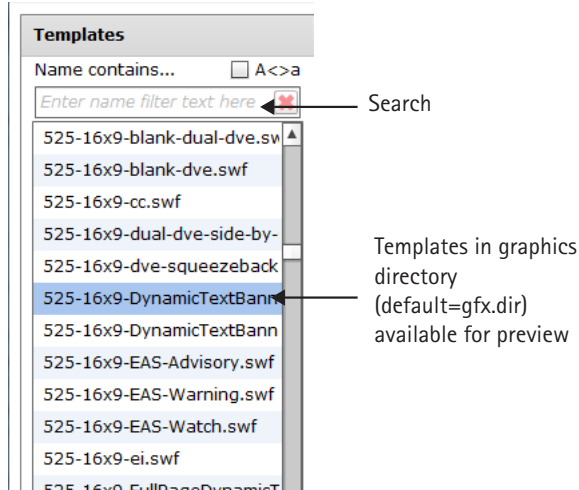 Templates
Name contains... A<>a
Enter name filter text here
Search
525-16x9-blank-dual-dve.sw
525-16x9-blank-dve.swf
525-16x9-cc.swf
525-16x9-dual-dve-side-by-
525-16x9-dve-squeezeback
525-16x9-DynamicTextBann
525-16x9-DynamicTextBann
525-16x9-EAS-Advisory.swf
525-16x9-EAS-Warning.swf
525-16x9-EAS-Watch.swf
525-16x9-ei.swf
525-16x9-FullPageDynamicT
Templates in graphics
directory
(default=gfx.dir)
available for preview